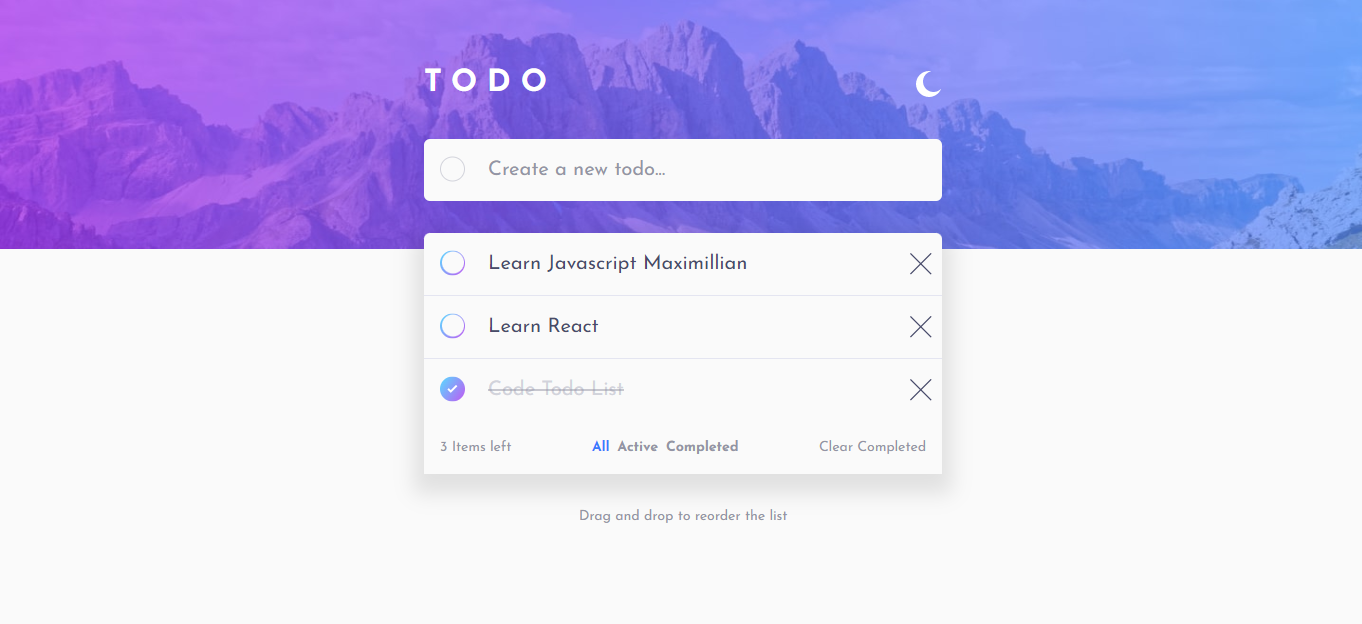 TODO
Create a new todo...
Learn Javascript Maximillian
Learn React
Code Todo List
3 Items left All Active Completed Clear Completed
Drag and drop to reorder the list